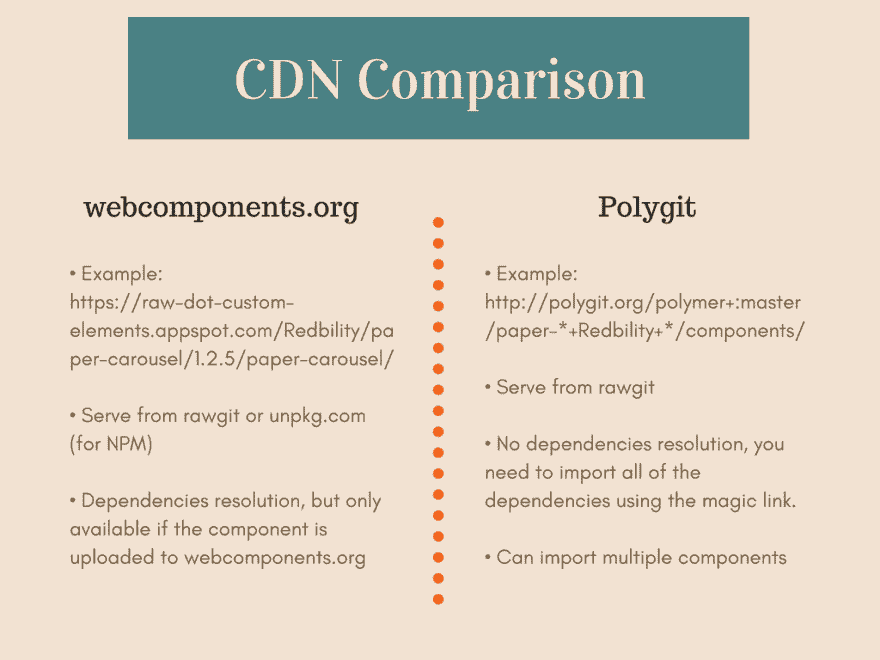 CDN Comparison
webcomponents.org
• Example:
https://raw-dot-custom-
elements.appspot.com/Redbility/pa
per-carousel/1.2.5/paper-carousel/
• Serve from rawgit or unpkg.com
(for NPM)
• Dependencies resolution, but only
available if the component is
uploaded to webcomponents.org
Polygit
• Example:
http://polygit.org/polymer+:master
/paper-*+Redbility+*/components/
• Serve from rawgit
• No dependencies resolution, you
need to import all of the
dependencies using the magic link.
• Can import multiple components